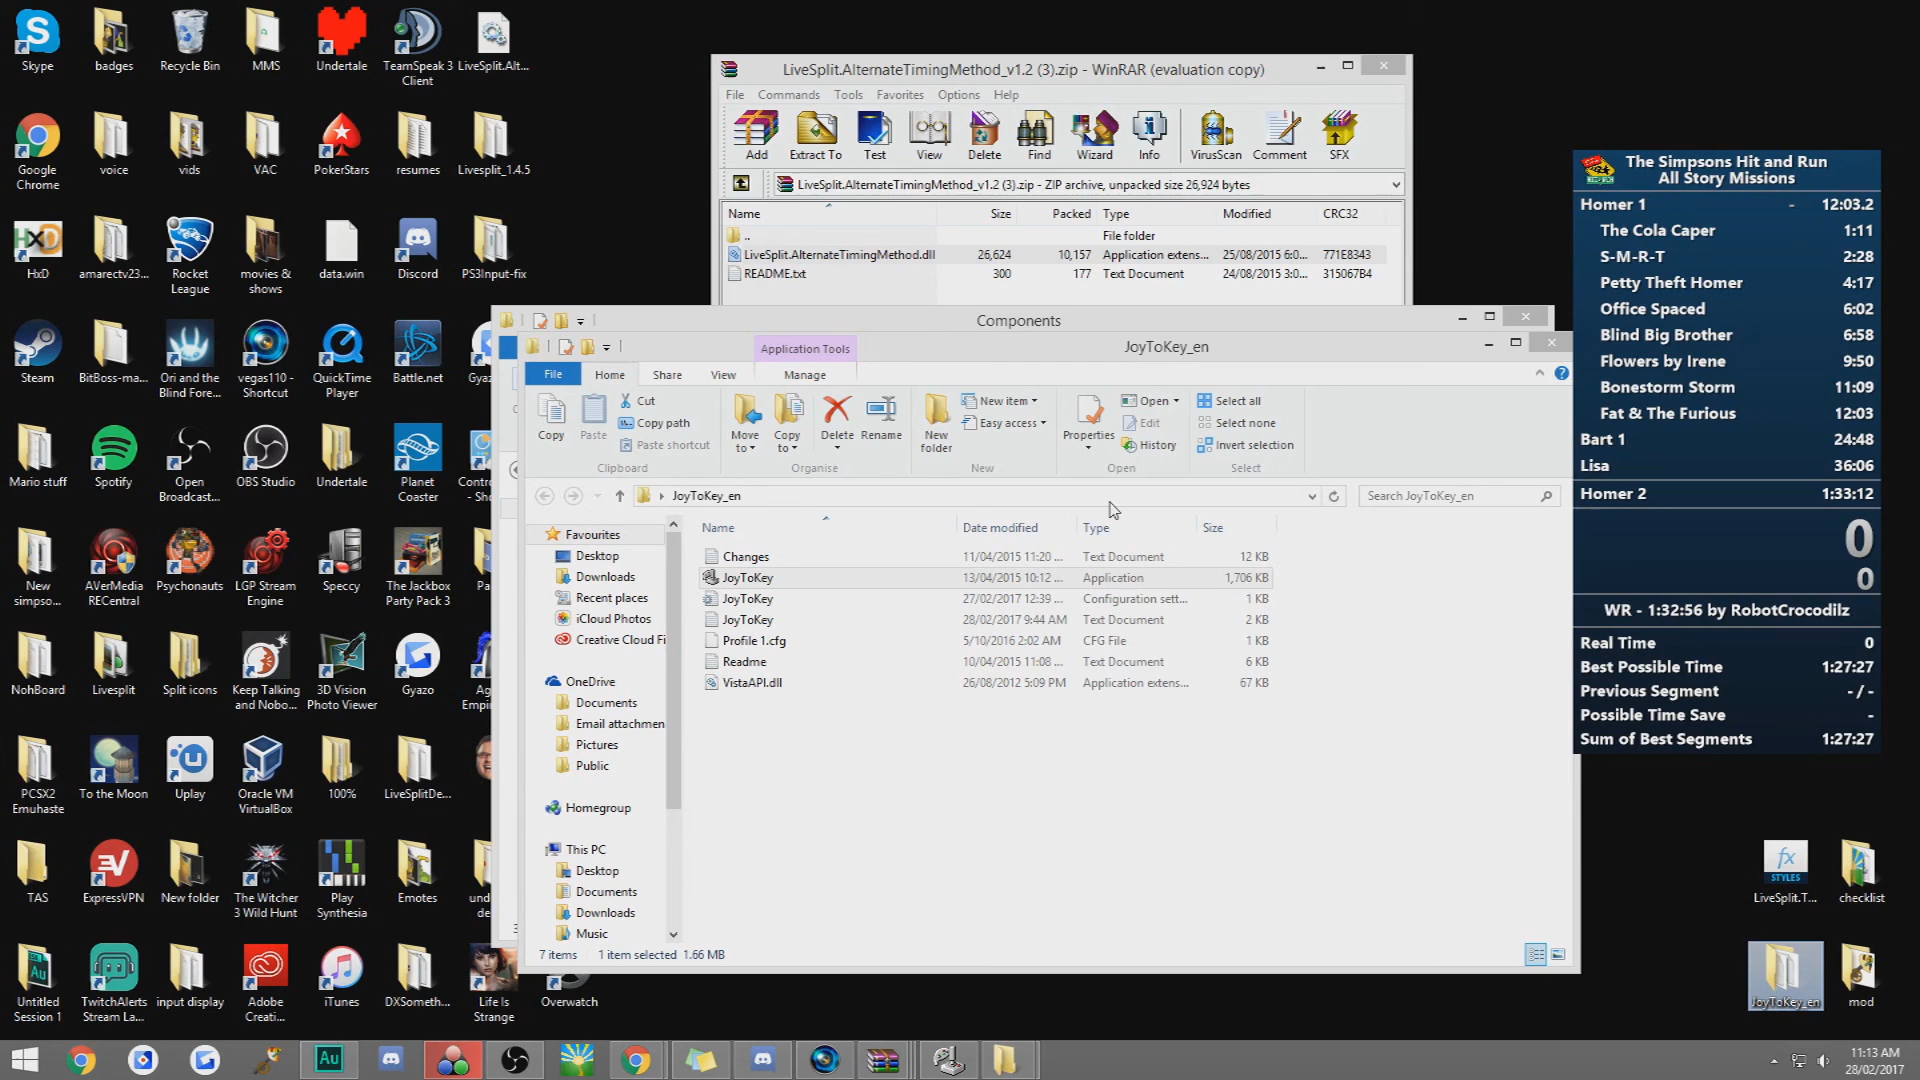 Skype
badges
Recycle Bin
MMS
Undertale
TeamSpeak 3
Client
LiveSplit.Alt...
Google
Chrome
voice
vids
VAC
PokerStars
resumes
Livesplit_1.4.5
HxD
amarectv23...
Rocket
League
movies &
shows
data.win
Discord
PS3Input-fix
Steam
BitBoss-ma...
Ori and the
Blind Fore...
vegas110 -
Shortcut
QuickTime
Player
Battle.net
Gyaz
Mario stuff
Spotify
Open
Broadcast...
OBS Studio
Undertale
Planet
Coaster
Contro
- Sho
New
simpso...
AVerMedia
RECentral
Psychonauts
LGP Stream
Engine
Speccy
The Jackbox
Party Pack 3
Pa
NohBoard
Livesplit
Split icons
Keep Talking
and Nobo...
3D Vision
Photo Viewer
Gyazo
Ag
Empir
PCSX2
Emuhaste
To the Moon
Uplay
Oracle VM
VirtualBox
100%
LiveSplitDe...
TAS
ExpressVPN
New folder
The Witcher
3 Wild Hunt
Play
Synthesia
Emotes
und
de
Untitled
Session 1
TwitchAlerts
Stream La...
input display
Adobe
Creati...
iTunes
DXSometh...
Life Is
Strange
Overwatch
LiveSplit.AlternateTimingMethod_v1.2 (3).zip - WinRAR (evaluation copy)
File Commands Tools Favorites Options Help
Add Extract To Test View Delete Find Wizard Info VirusScan Comment SFX
LiveSplit.AlternateTimingMethod_v1.2 (3).zip - ZIP archive, unpacked size 26,924 bytes
Name Size Packed Type Modified CRC32
.. File folder
LiveSplit.AlternateTimingMethod.dll 26,624 10,157 Application extens... 25/08/2015 6:0... 771E8343
README.txt 300 177 Text Document 24/08/2015 3:0... 315067B4
Components
JoyToKey_en
Application Tools
File Home Share View Manage
Copy
Paste
Cut
Copy path
Paste shortcut
Clipboard
Move
to
Copy
to
Delete
Rename
Organise
New
folder
New item
Easy access
New
Properties
Open
Edit
History
Open
Select all
Select none
Invert selection
Select
JoyToKey_en
Search JoyToKey_en
Name Date modified Type Size
Changes 11/04/2015 11:20 ... Text Document 12 KB
JoyToKey 13/04/2015 10:12 ... Application 1,706 KB
JoyToKey 27/02/2017 12:39 ... Configuration sett... 1 KB
JoyToKey 28/02/2017 9:44 AM Text Document 2 KB
Profile 1.cfg 5/10/2016 2:02 AM CFG File 1 KB
Readme 10/04/2015 11:08 ... Text Document 6 KB
VistaAPI.dll 26/08/2012 5:09 PM Application extens... 67 KB
Favourites
Desktop
Downloads
Recent places
iCloud Photos
Creative Cloud Fi
OneDrive
Documents
Email attachmen
Pictures
Public
Homegroup
This PC
Desktop
Documents
Downloads
Music
7 items 1 item selected 1.66 MB
The Simpsons Hit and Run
All Story Missions
Homer 1 - 12:03.2
The Cola Caper 1:11
S-M-R-T 2:28
Petty Theft Homer 4:17
Office Spaced 6:02
Blind Big Brother 6:58
Flowers by Irene 9:50
Bonestorm Storm 11:09
Fat & The Furious 12:03
Bart 1 24:48
Lisa 36:06
Homer 2 1:33:12
0
0
WR - 1:32:56 by RobotCrocodilz
Real Time 0
Best Possible Time 1:27:27
Previous Segment - / -
Possible Time Save -
Sum of Best Segments 1:27:27
fx
STYLES
LiveSplit.T...
checklist
JoyToKey_en
mod
Au
11:13 AM
28/02/2017